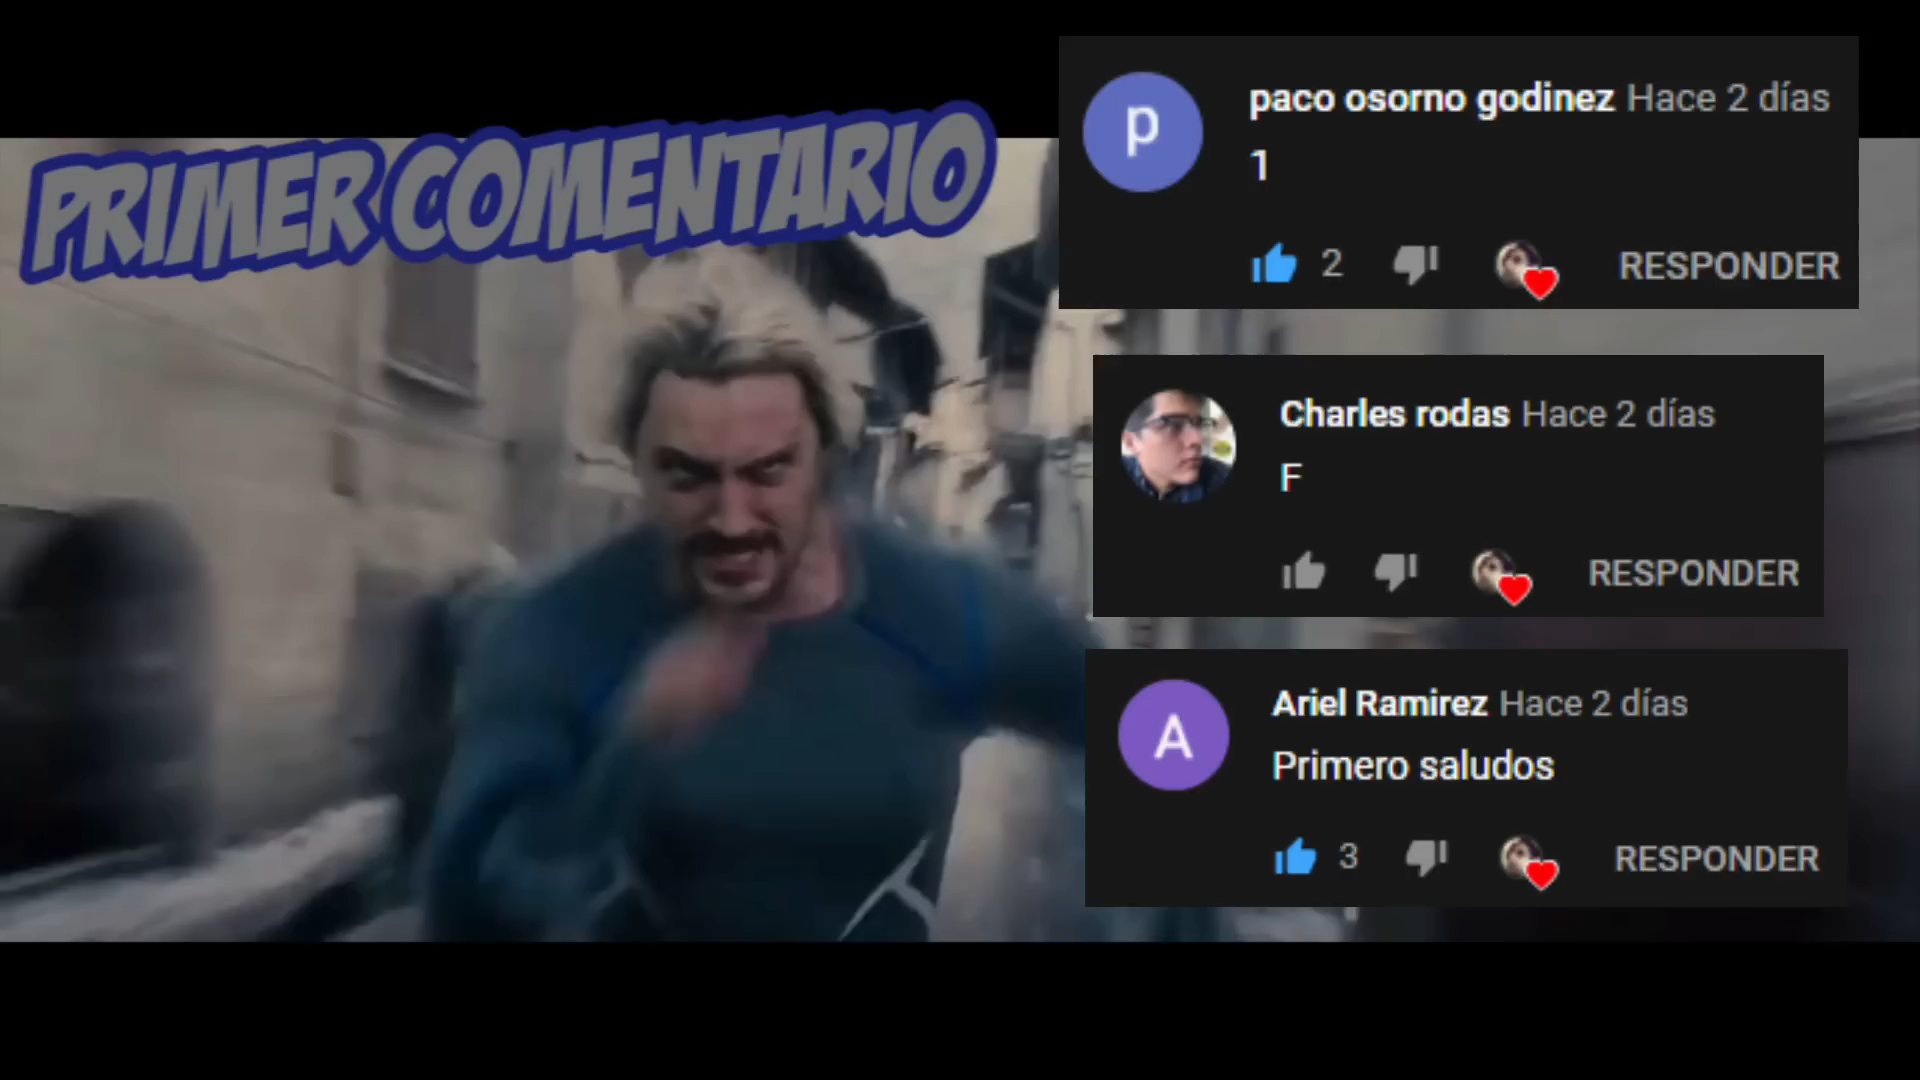 PRIMER COMENTARIO
p
paco osorno godinez Hace 2 días
1
2
RESPONDER
Charles rodas Hace 2 días
F
RESPONDER
A
Ariel Ramirez Hace 2 días
Primero saludos
3
RESPONDER